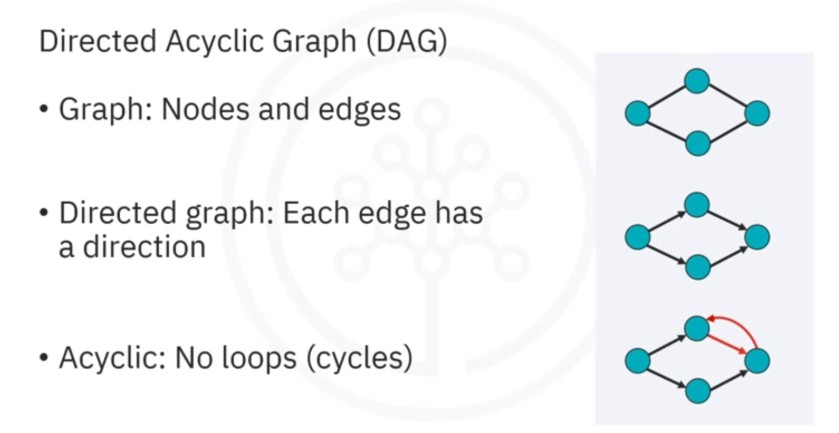 Directed Acyclic Graph (DAG)
• Graph: Nodes and edges
• Directed graph: Each edge has
a direction
• Acyclic: No loops (cycles)